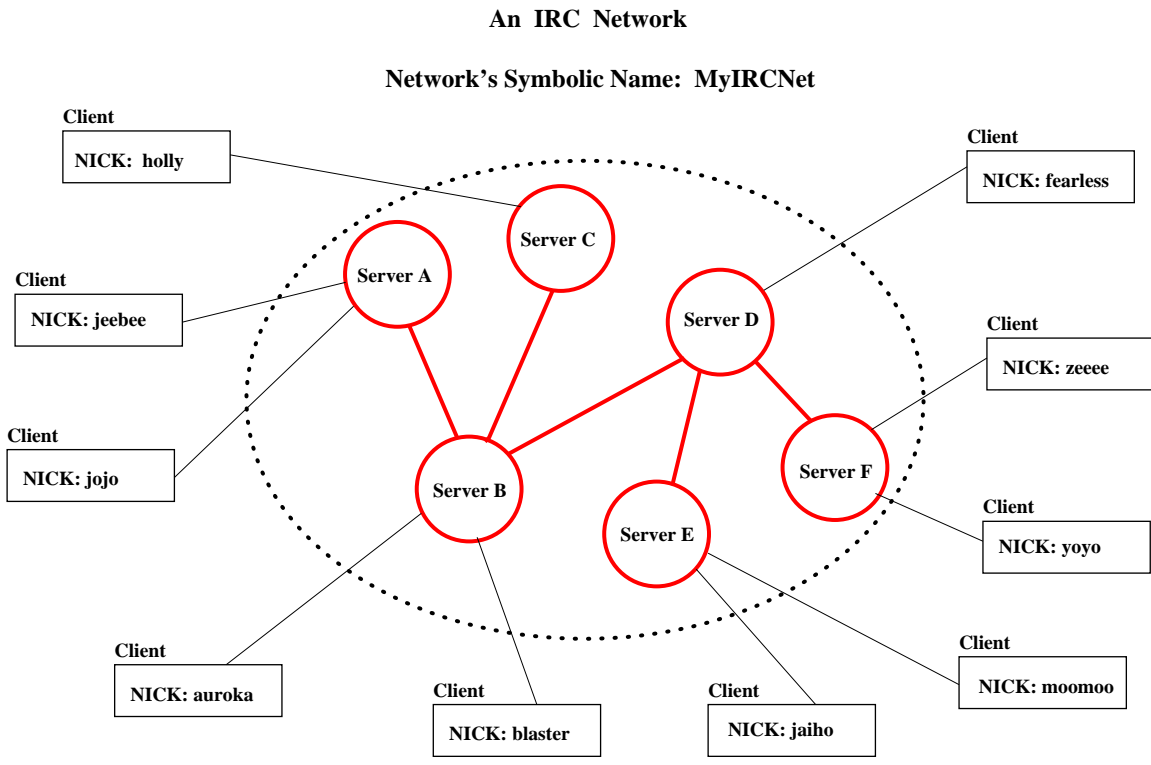 An IRC Network
Network's Symbolic Name: MyIRCNet
Client
NICK: holly
Client
NICK: fearless
Server C
Server A
Client
NICK: jeebee
Server D
Client
NICK: zeeee
Client
NICK: jojo
Server B
Server F
Server E
Client
NICK: yoyo
Client
NICK: auroka
Client
NICK: moomoo
Client
NICK: blaster
Client
NICK: jaiho